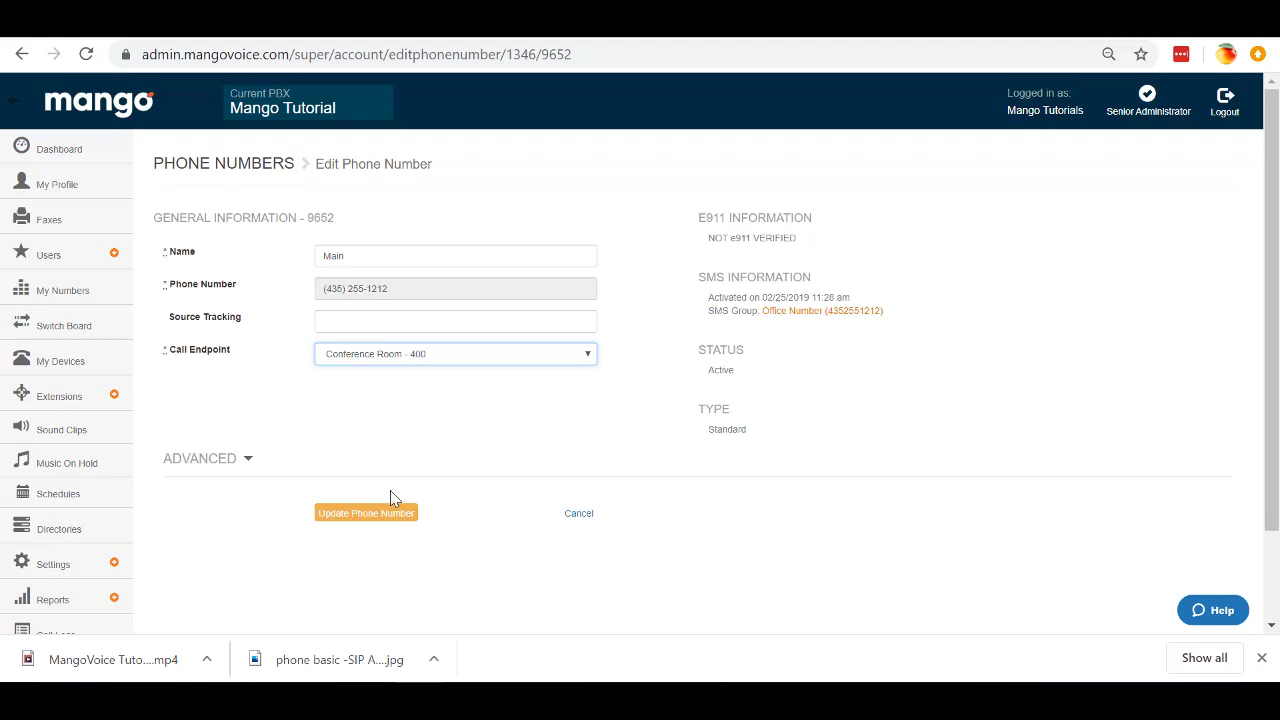 admin.mangovoice.com/super/account/editphonenumber/1346/9652
mango
Current PBX
Mango Tutorial
Logged in as:
Mango Tutorials
Senior Administrator
Logout
Dashboard
My Profile
Faxes
Users
My Numbers
Switch Board
My Devices
Extensions
Sound Clips
Music On Hold
Schedules
Directories
Settings
Reports
PHONE NUMBERS
Edit Phone Number
GENERAL INFORMATION - 9652
* Name
Main
* Phone Number
(435) 255-1212
Source Tracking
* Call Endpoint
Conference Room - 400
E911 INFORMATION
NOT e911 VERIFIED
SMS INFORMATION
Activated on 02/25/2019 11:28 am
SMS Group: Office Number (4352551212)
STATUS
Active
TYPE
Standard
ADVANCED
Update Phone Number
Cancel
Help
MangoVoice Tuto....mp4
phone basic -SIP A...jpg
Show all